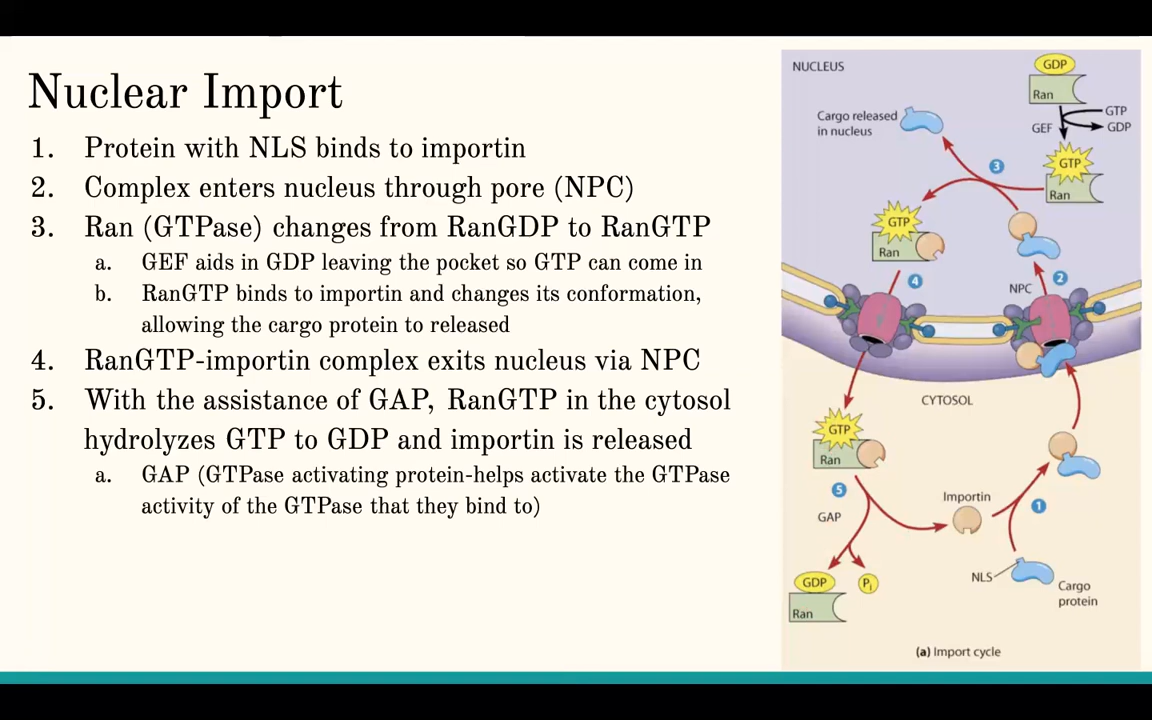 Nuclear Import
1. Protein with NLS binds to importin
2. Complex enters nucleus through pore (NPC)
3. Ran (GTPase) changes from RanGDP to RanGTP
a. GEF aids in GDP leaving the pocket so GTP can come in
b. RanGTP binds to importin and changes its conformation,
allowing the cargo protein to released
4. RanGTP-importin complex exits nucleus via NPC
5. With the assistance of GAP, RanGTP in the cytosol
hydrolyzes GTP to GDP and importin is released
a. GAP (GTPase activating protein-helps activate the GTPase
activity of the GTPase that they bind to)
NUCLEUS
GDP
Ran
GTP
GEF
GDP
Cargo released
in nucleus
3
GTP
Ran
GTP
Ran
4
NPC
2
CYTOSOL
GTP
Ran
5
GAP
Importin
1
GDP
Pi
Ran
NLS
Cargo
protein
(a) Import cycle